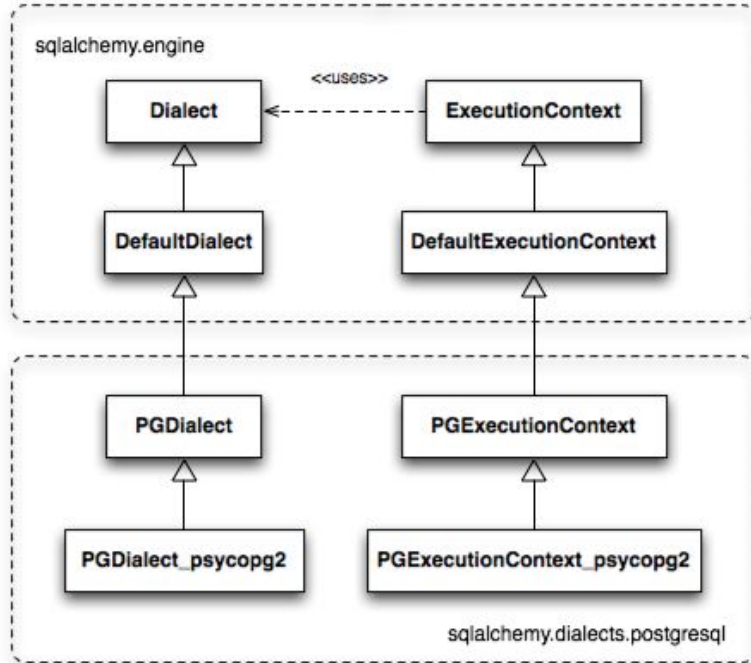 sqlalchemy.engine
<<uses>>
Dialect
ExecutionContext
DefaultDialect
DefaultExecutionContext
PGDialect
PGExecutionContext
PGDialect_psycopg2
PGExecutionContext_psycopg2
sqlalchemy.dialects.postgresql